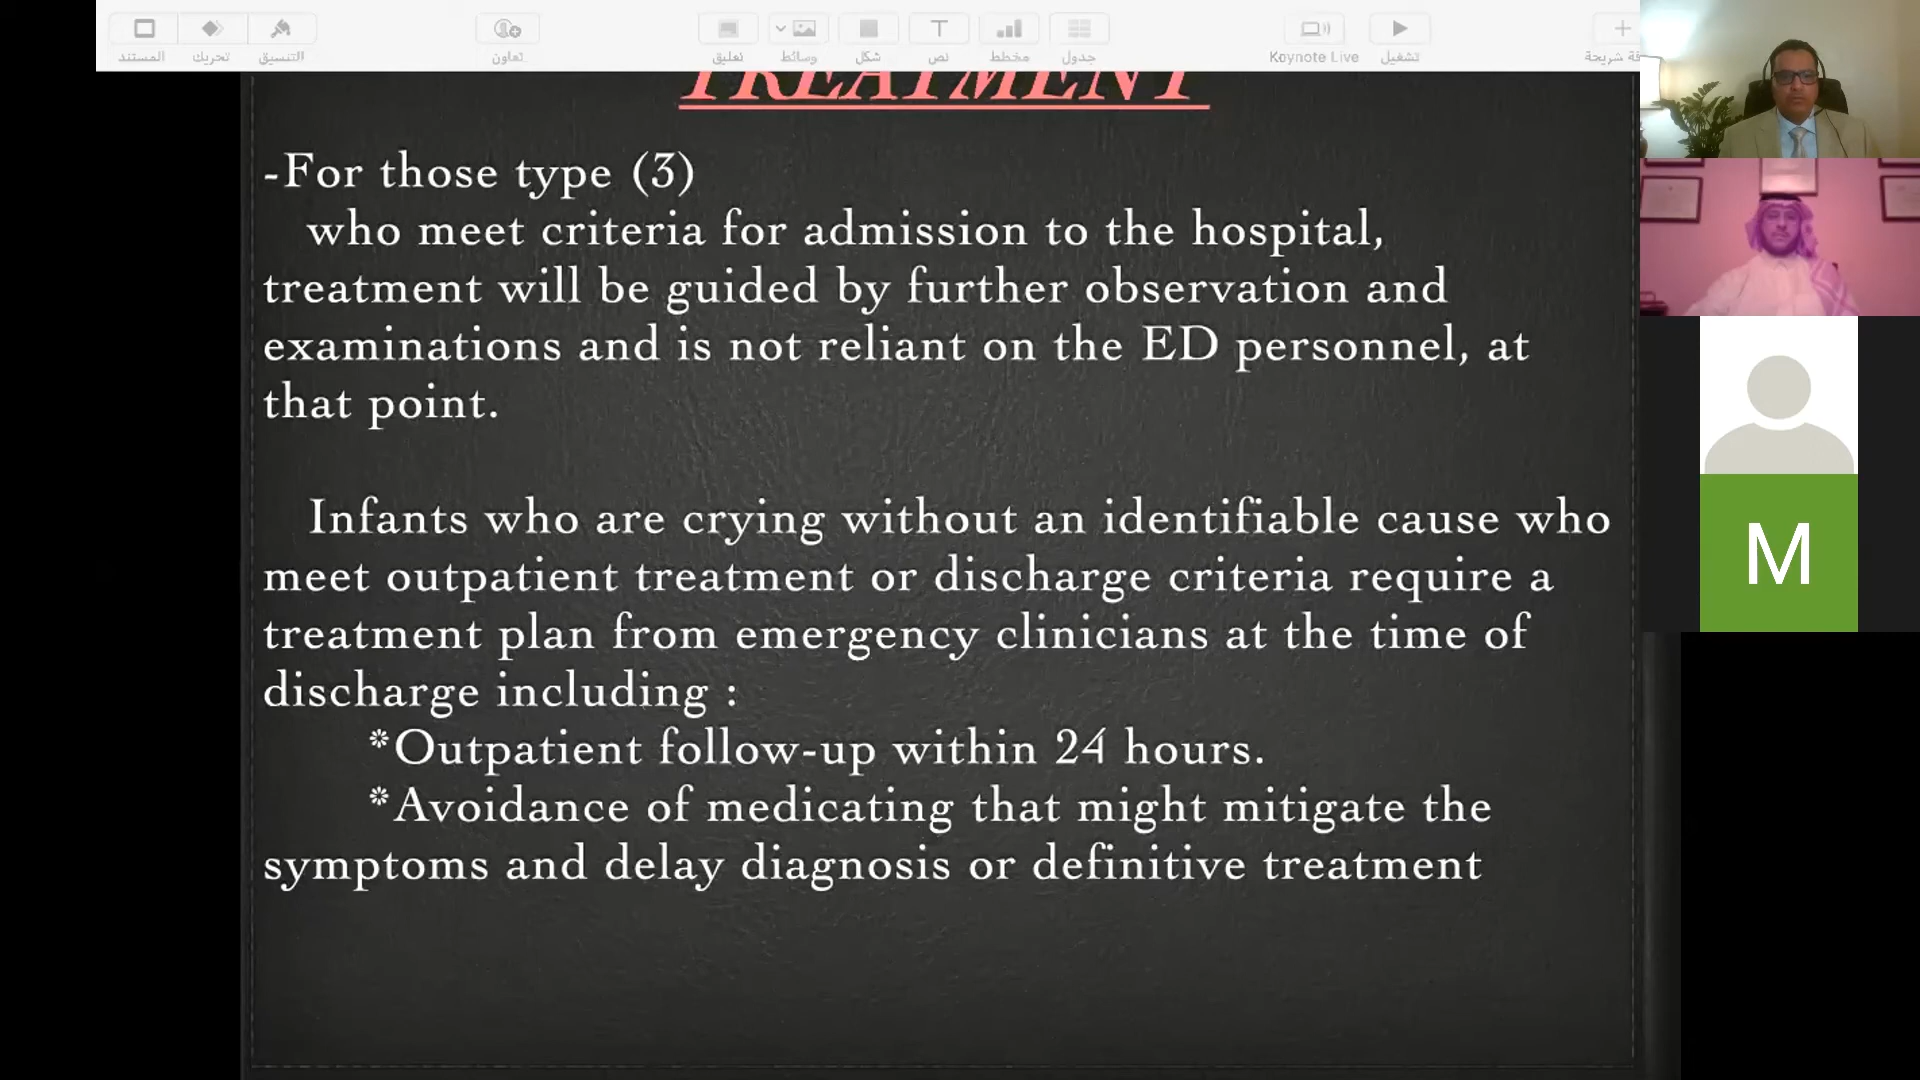 المستند
تحريك
التنسيق
تعاون
تعليق
وسائط
شكل
نص
مخطط
جدول
Keynote Live
تشغيل
شريحة
TREATMENT
-For those type (3)
who meet criteria for admission to the hospital,
treatment will be guided by further observation and
examinations and is not reliant on the ED personnel, at
that point.
Infants who are crying without an identifiable cause who
meet outpatient treatment or discharge criteria require a
treatment plan from emergency clinicians at the time of
discharge including :
*Outpatient follow-up within 24 hours.
*Avoidance of medicating that might mitigate the
symptoms and delay diagnosis or definitive treatment
M